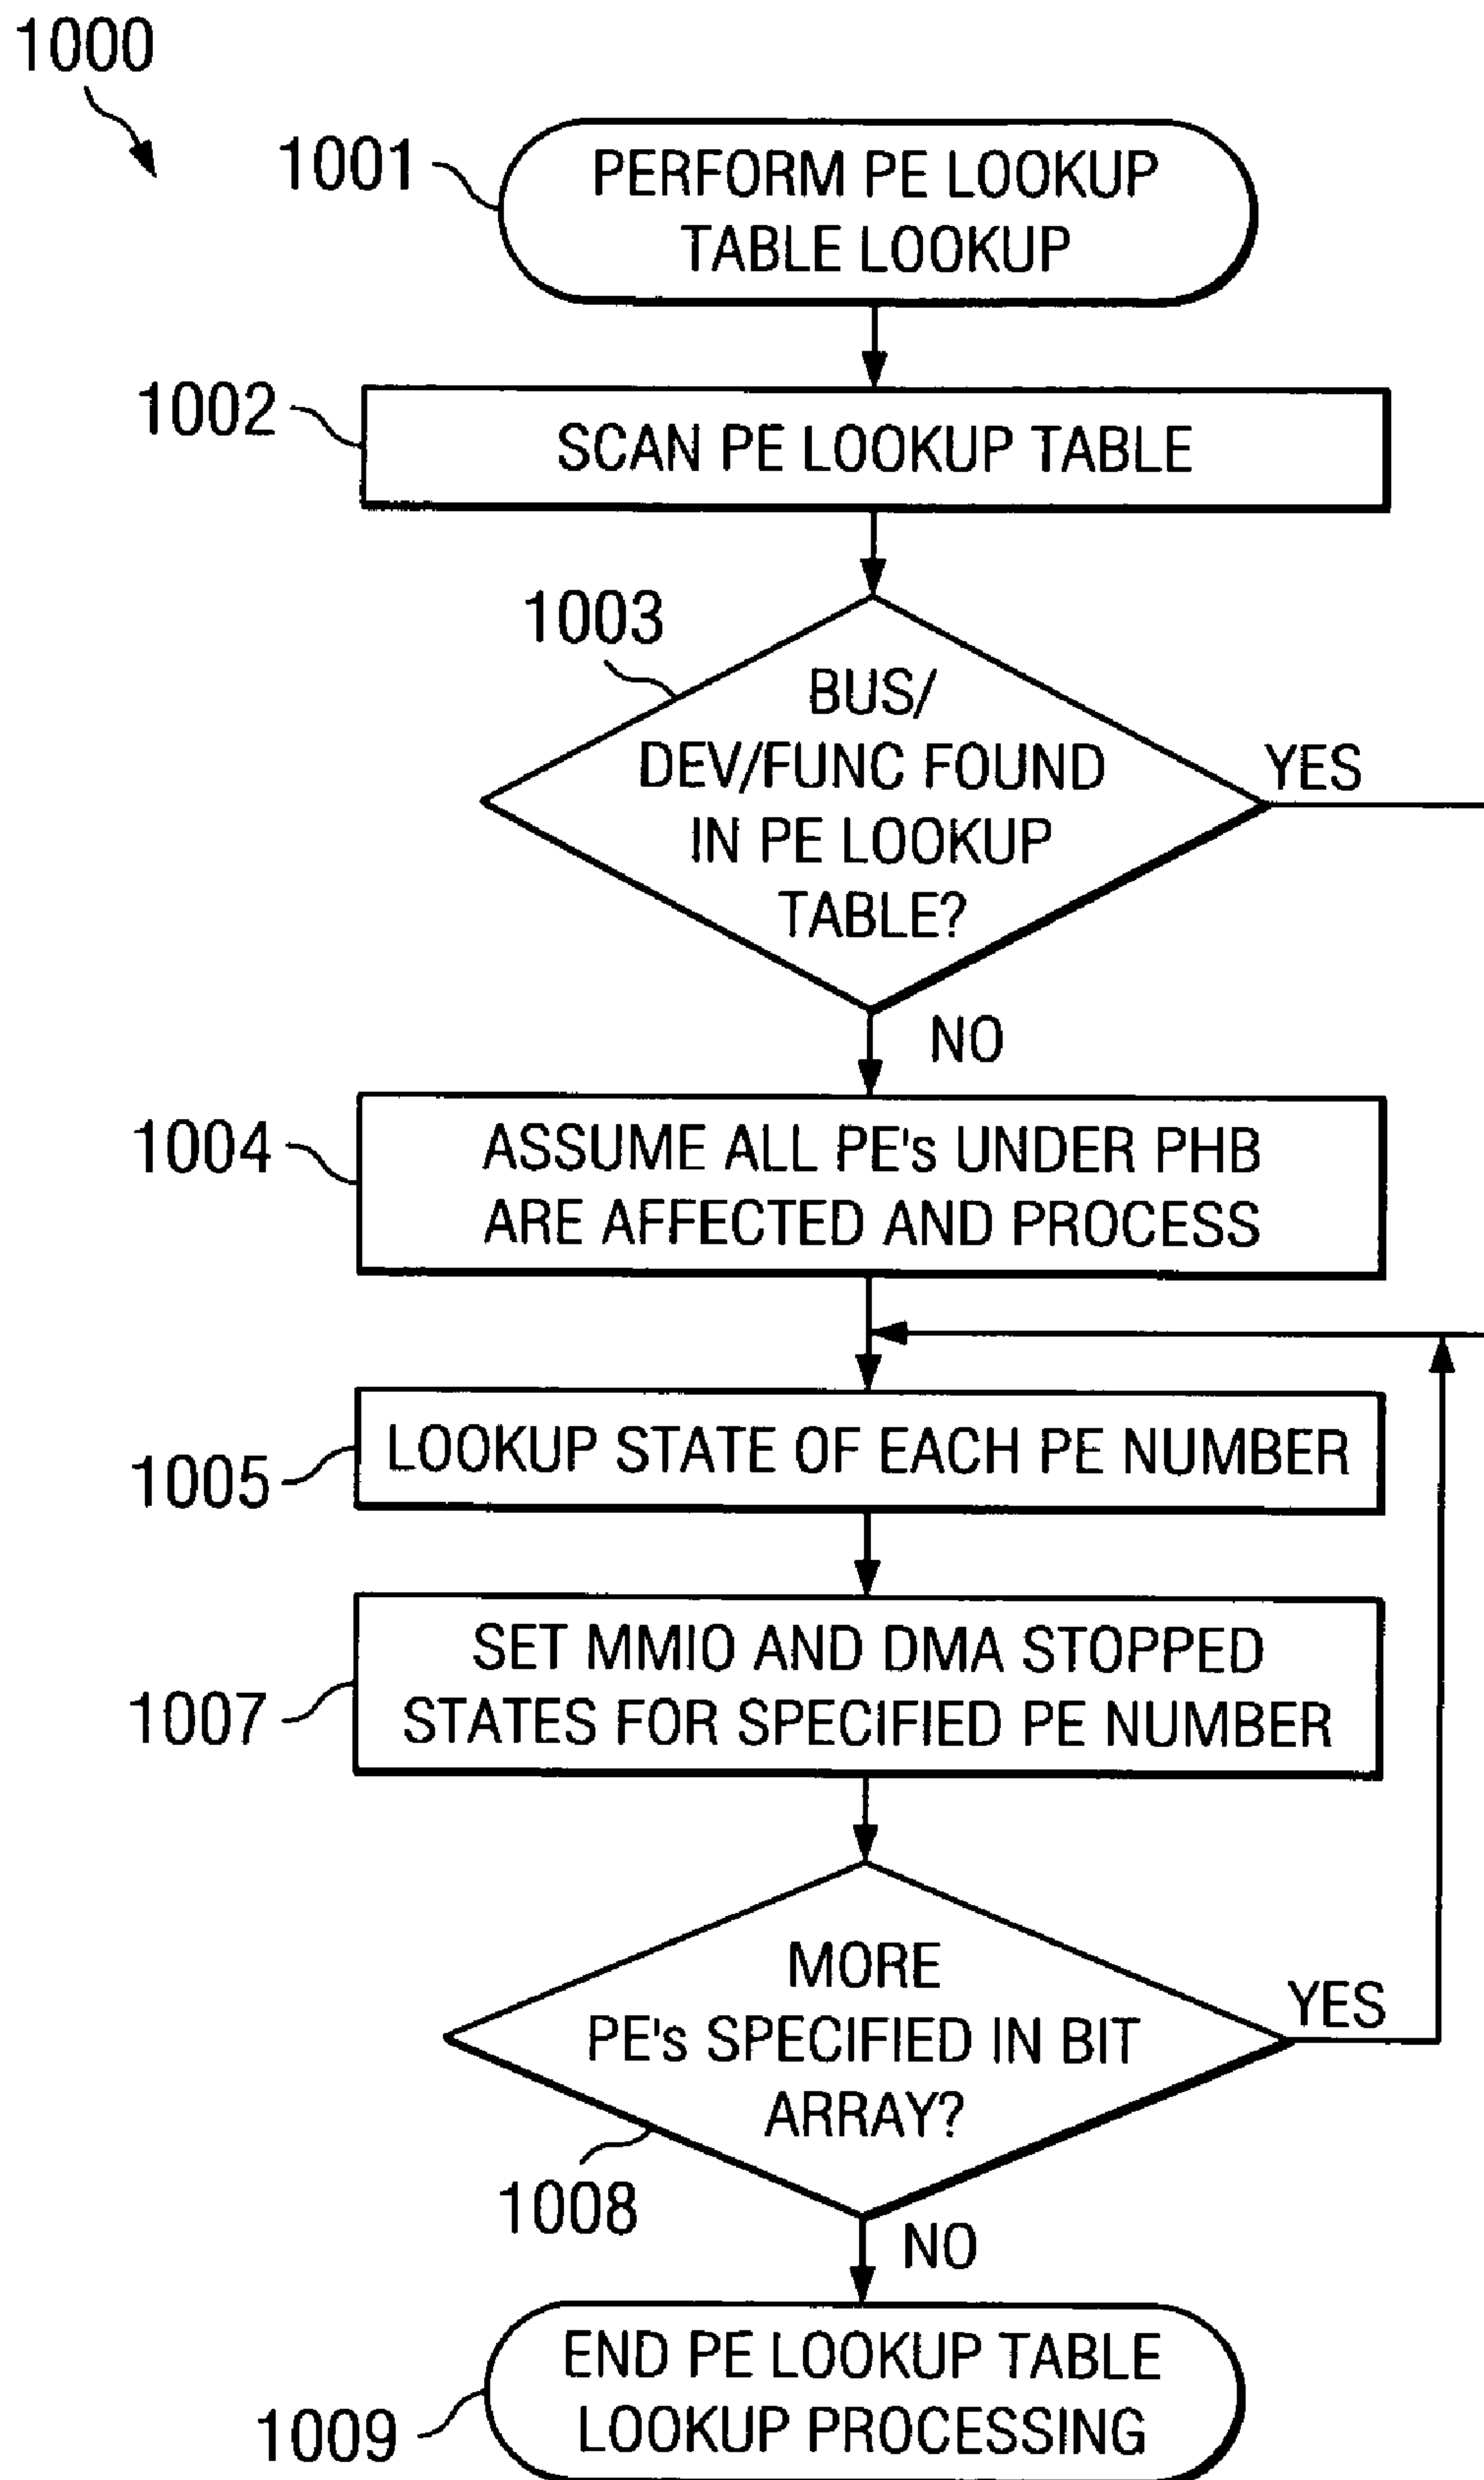 1000
1001
PERFORM PE LOOKUP
TABLE LOOKUP
1002
SCAN PE LOOKUP TABLE
1003
BUS/
DEV/FUNC FOUND
IN PE LOOKUP
TABLE?
YES
NO
1004
ASSUME ALL PE's UNDER PHB
ARE AFFECTED AND PROCESS
1005
LOOKUP STATE OF EACH PE NUMBER
1007
SET MMIO AND DMA STOPPED
STATES FOR SPECIFIED PE NUMBER
MORE
PE's SPECIFIED IN BIT
ARRAY?
YES
1008
NO
1009
END PE LOOKUP TABLE
LOOKUP PROCESSING